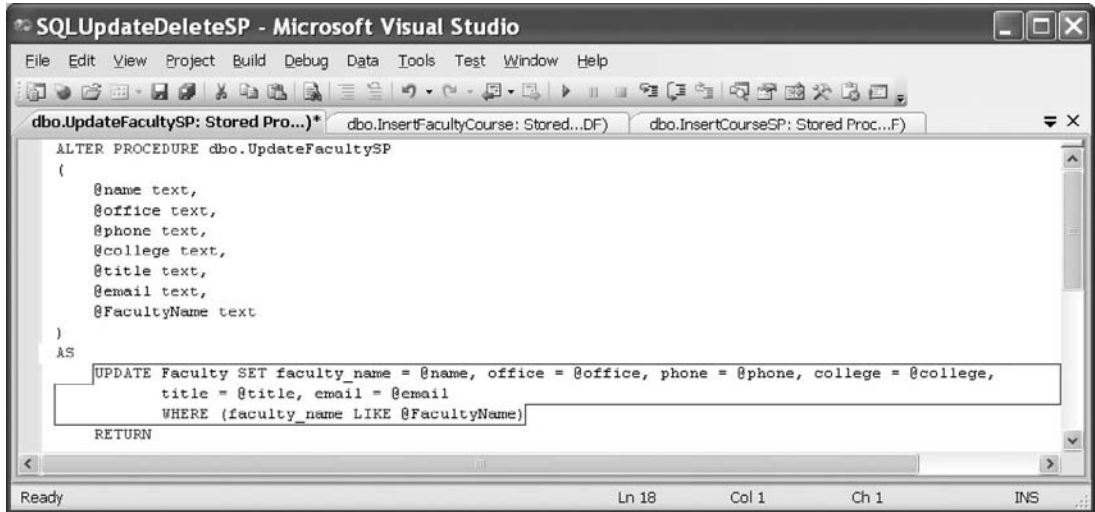 SQLUpdateDeleteSP - Microsoft Visual Studio
File Edit View Project Build Debug Data Tools Test Window Help
dbo.UpdateFacultySP: Stored Pro...)* dbo.InsertFacultyCourse: Stored...DF) dbo.InsertCourseSP: Stored Proc...F)
ALTER PROCEDURE dbo.UpdateFacultySP
(
@name text,
@office text,
@phone text,
@college text,
@title text,
@email text,
@FacultyName text
)
AS
UPDATE Faculty SET faculty_name = @name, office = @office, phone = @phone, college = @college,
title = @title, email = @email
WHERE (faculty_name LIKE @FacultyName)
RETURN
Ready Ln 18 Col 1 Ch 1 INS